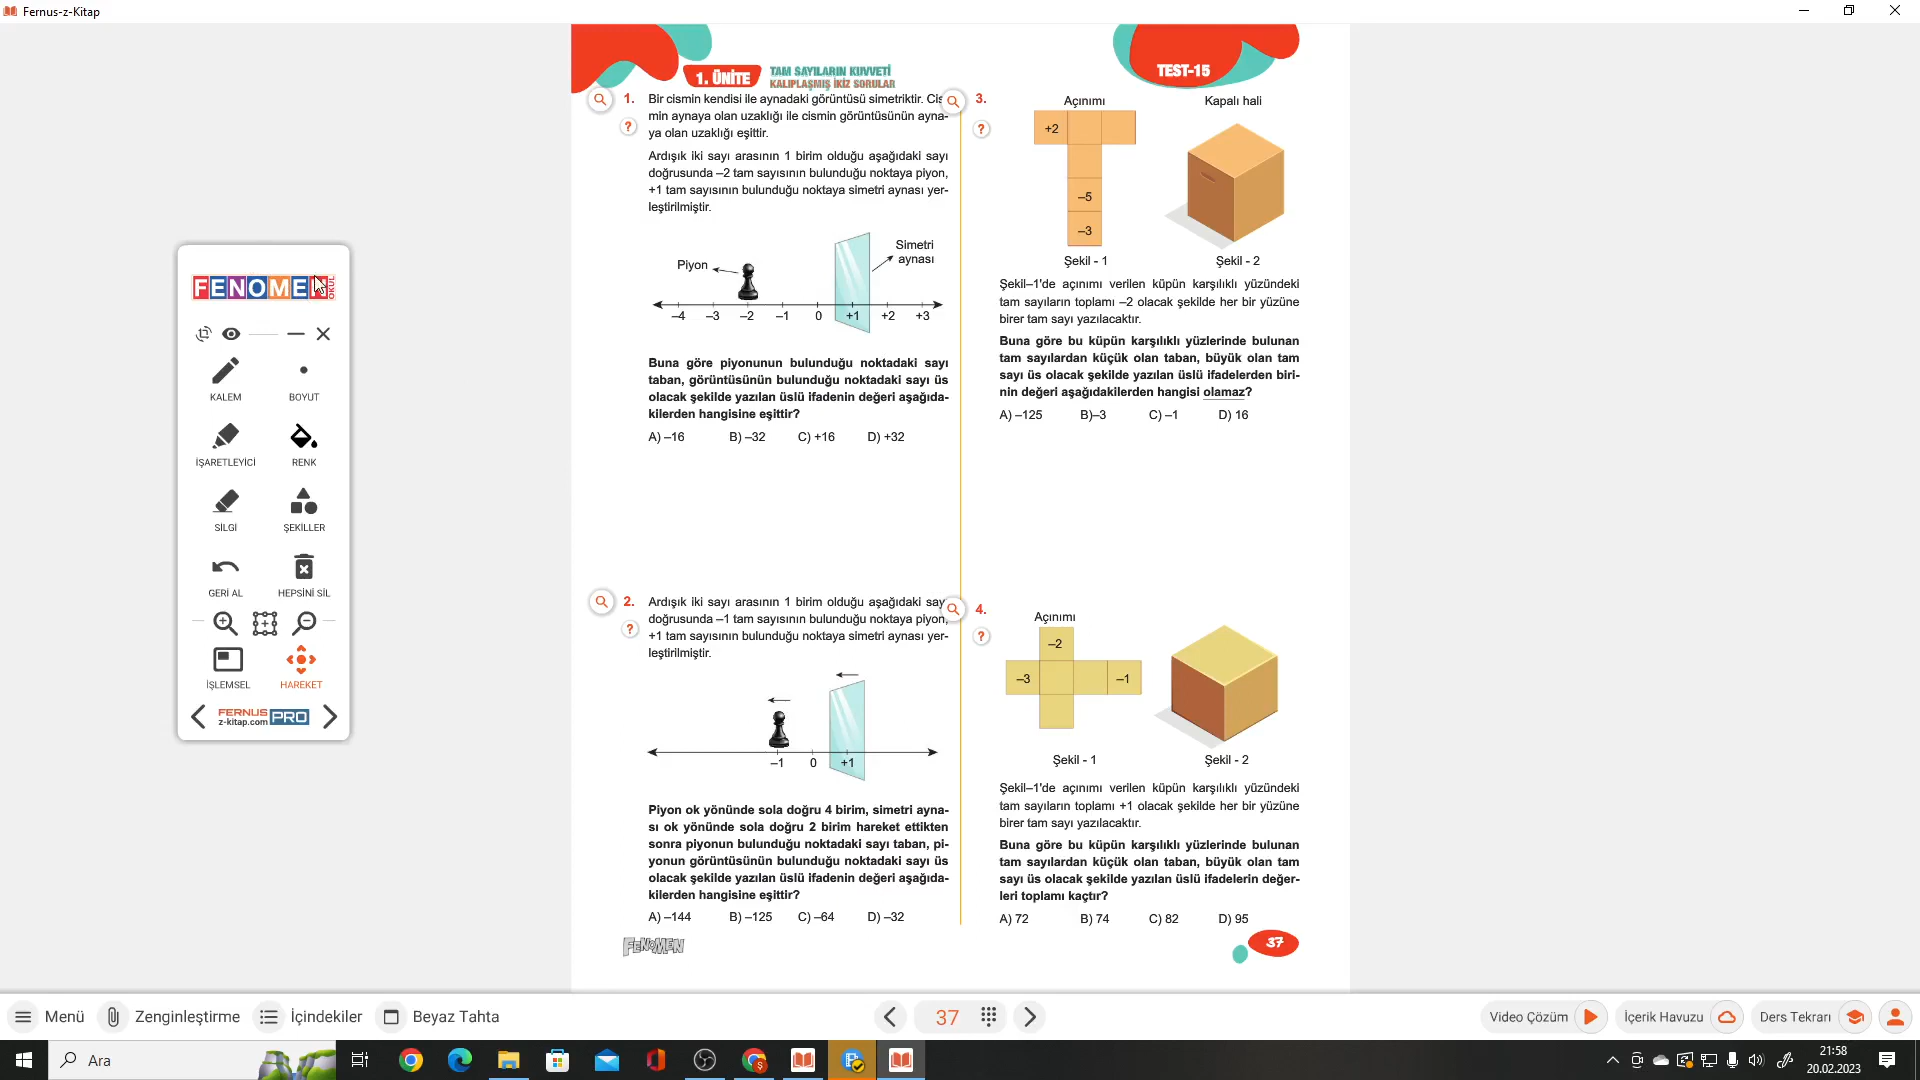 Fernus-z-Kitap
1. ÜNİTE
TAM SAYILARIN KUVVETİ
KALIPLAŞMIŞ İKİZ SORULAR
TEST-15
1.
Bir cismin kendisi ile aynadaki görüntüsü simetriktir. Cis-
min aynaya olan uzaklığı ile cismin görüntüsünün ayna-
ya olan uzaklığı eşittir.
Ardışık iki sayı arasının 1 birim olduğu aşağıdaki sayı
doğrusunda –2 tam sayısının bulunduğu noktaya piyon,
+1 tam sayısının bulunduğu noktaya simetri aynası yer-
leştirilmiştir.
Piyon
Simetri
aynası
–4 –3 –2 –1 0 +1 +2 +3
Buna göre piyonunun bulunduğu noktadaki sayı
taban, görüntüsünün bulunduğu noktadaki sayı üs
olacak şekilde yazılan üslü ifadenin değeri aşağıda-
kilerden hangisine eşittir?
A) –16 B) –32 C) +16 D) +32
2.
Ardışık iki sayı arasının 1 birim olduğu aşağıdaki sayı
doğrusunda –1 tam sayısının bulunduğu noktaya piyon,
+1 tam sayısının bulunduğu noktaya simetri aynası yer-
leştirilmiştir.
–1 0 +1
Piyon ok yönünde sola doğru 4 birim, simetri ayna-
sı ok yönünde sola doğru 2 birim hareket ettikten
sonra piyonun bulunduğu noktadaki sayı taban, pi-
yonun görüntüsünün bulunduğu noktadaki sayı üs
olacak şekilde yazılan üslü ifadenin değeri aşağıda-
kilerden hangisine eşittir?
A) –144 B) –125 C) –64 D) –32
FENOMEN
3.
Açınımı
Kapalı hali
+2
–5
–3
Şekil - 1
Şekil - 2
Şekil–1'de açınımı verilen küpün karşılıklı yüzündeki
tam sayıların toplamı –2 olacak şekilde her bir yüzüne
birer tam sayı yazılacaktır.
Buna göre bu küpün karşılıklı yüzlerinde bulunan
tam sayılardan küçük olan taban, büyük olan tam
sayı üs olacak şekilde yazılan üslü ifadelerden biri-
nin değeri aşağıdakilerden hangisi olamaz?
A) –125 B)–3 C) –1 D) 16
4.
Açınımı
–2
–3 –1
Şekil - 1
Şekil - 2
Şekil–1'de açınımı verilen küpün karşılıklı yüzündeki
tam sayıların toplamı +1 olacak şekilde her bir yüzüne
birer tam sayı yazılacaktır.
Buna göre bu küpün karşılıklı yüzlerinde bulunan
tam sayılardan küçük olan taban, büyük olan tam
sayı üs olacak şekilde yazılan üslü ifadelerin değer-
leri toplamı kaçtır?
A) 72 B) 74 C) 82 D) 95
37
FENOMEN
OKUL
KALEM BOYUT
İŞARETLEYİCİ RENK
SİLGİ ŞEKİLLER
GERİ AL HEPSİNİ SİL
İŞLEMSEL HAREKET
FERNUS
z-kitap.com PRO
Menü Zenginleştirme İçindekiler Beyaz Tahta
37
Video Çözüm İçerik Havuzu Ders Tekrarı
Ara
21:58
20.02.2023